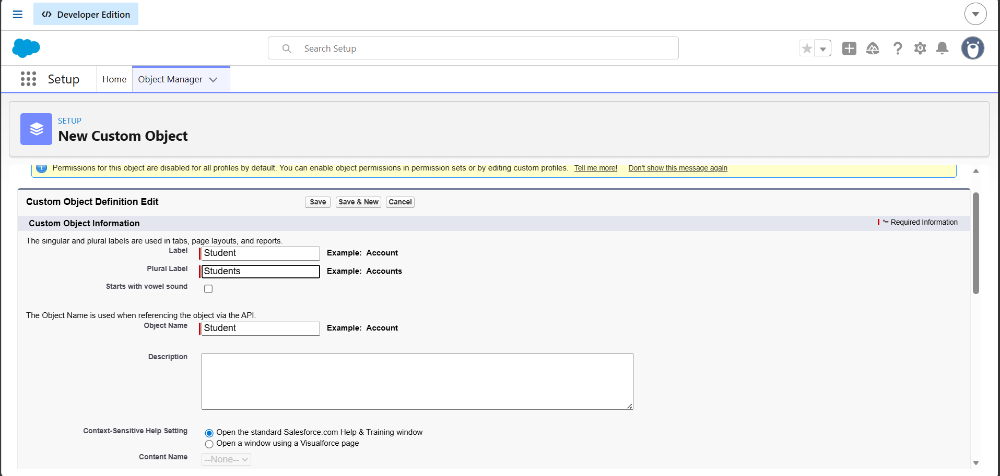 Developer Edition
Search Setup
Setup
Home
Object Manager
SETUP
New Custom Object
Permissions for this object are disabled for all profiles by default. You can enable object permissions in permission sets or by editing custom profiles. Tell me more! Don't show this message again
Custom Object Definition Edit
Save
Save & New
Cancel
Custom Object Information
*= Required Information
The singular and plural labels are used in tabs, page layouts, and reports.
Label
Student
Example: Account
Plural Label
Students
Example: Accounts
Starts with vowel sound
The Object Name is used when referencing the object via the API.
Object Name
Student
Example: Account
Description
Context-Sensitive Help Setting
Open the standard Salesforce.com Help & Training window
Open a window using a Visualforce page
Content Name
--None--